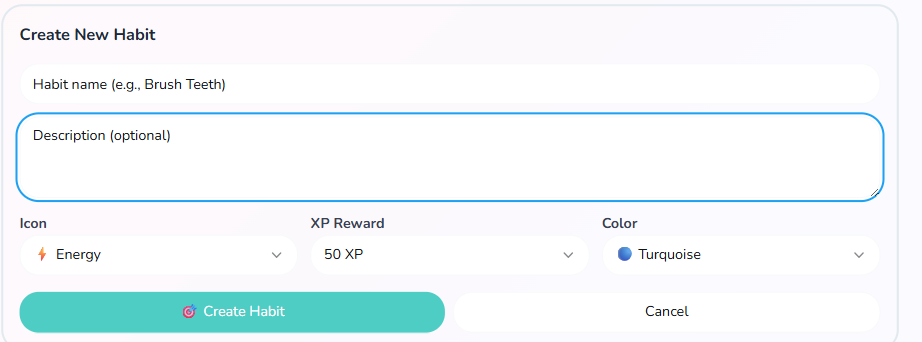 Create New Habit
Habit name (e.g., Brush Teeth)
Description (optional)
Icon XP Reward Color
Energy 50 XP Turquoise
Create Habit Cancel